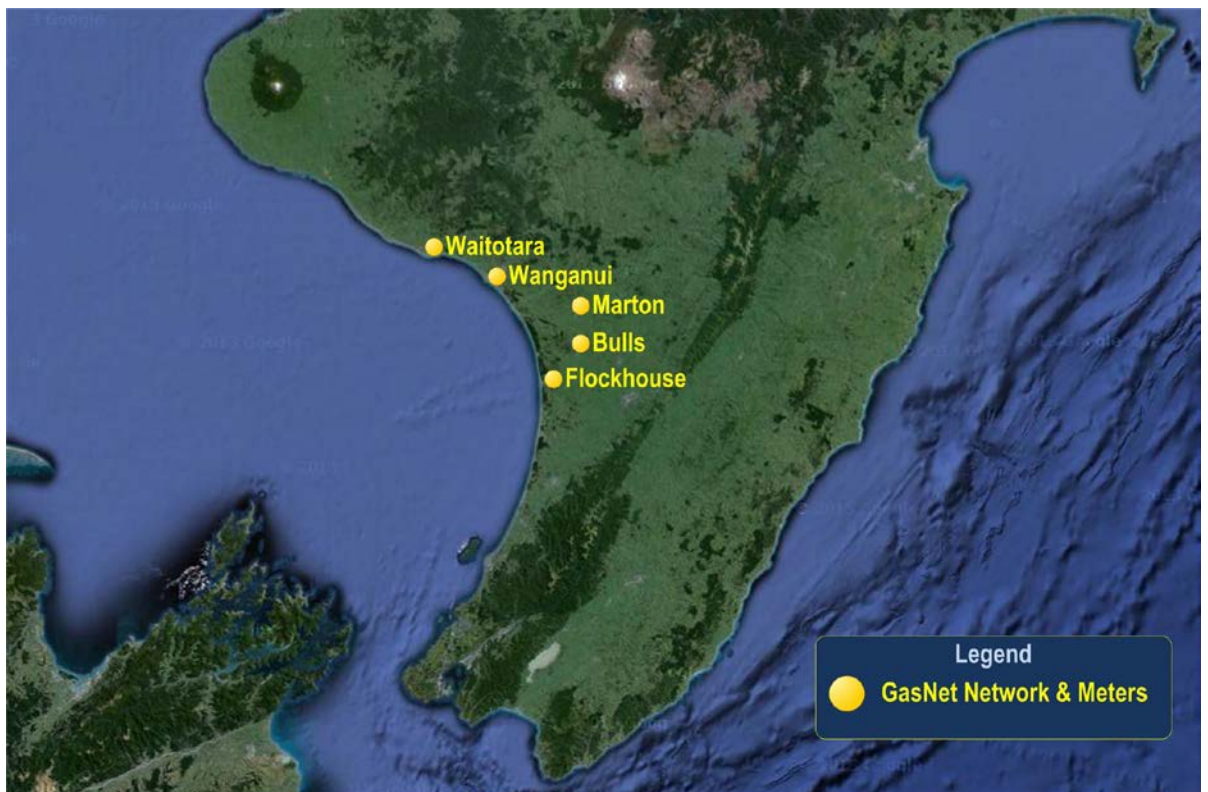 Waitotara
Wanganui
Marton
Bulls
Flockhouse
Legend
GasNet Network & Meters